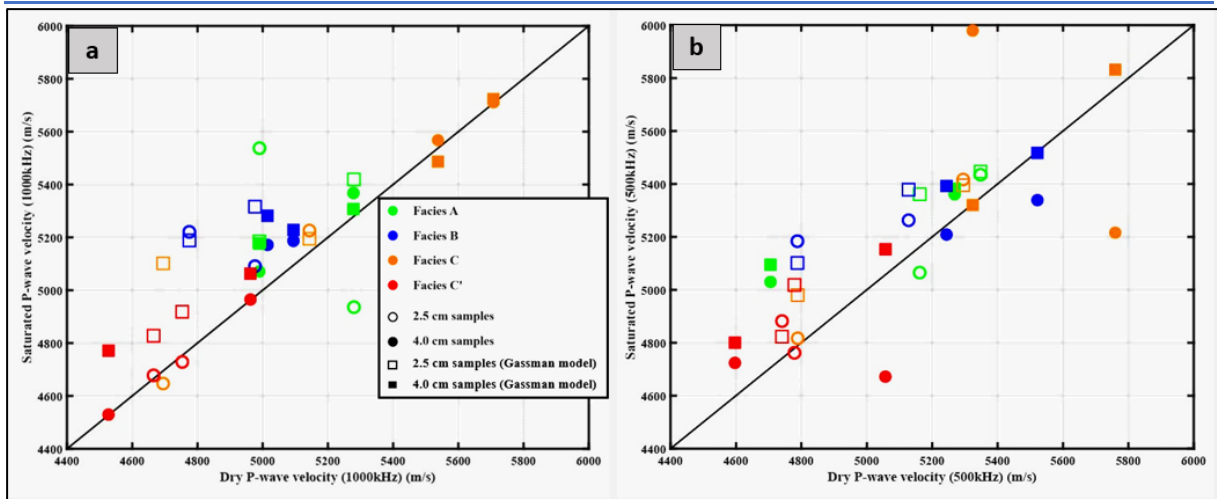 a
b
6000
5800
5600
5400
5200
5000
4800
4600
4400
Saturated P-wave velocity (1000kHz) (m/s)
4400 4600 4800 5000 5200 5400 5600 5800 6000
Dry P-wave velocity (1000kHz) (m/s)
Facies A
Facies B
Facies C
Facies C'
2.5 cm samples
4.0 cm samples
2.5 cm samples (Gassman model)
4.0 cm samples (Gassman model)
6000
5800
5600
5400
5200
5000
4800
4600
4400
Saturated P-wave velocity (500kHz) (m/s)
4400 4600 4800 5000 5200 5400 5600 5800 6000
Dry P-wave velocity (500kHz) (m/s)